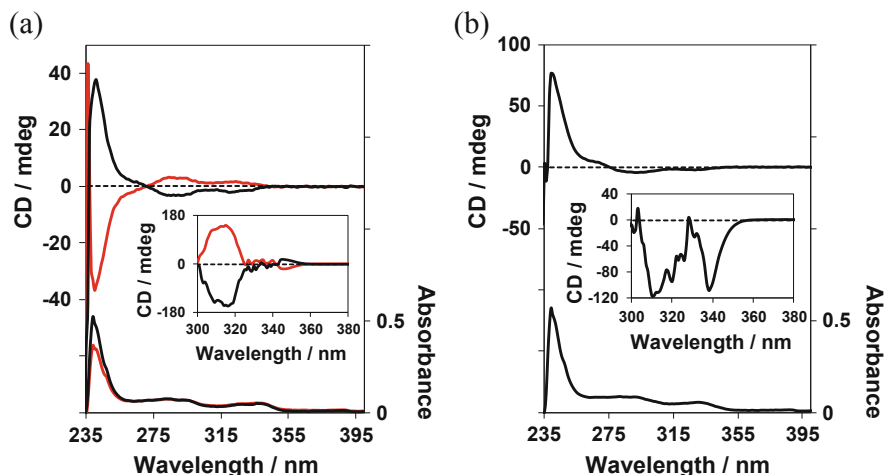 (a)
CD / mdeg
40
20
0
-20
-40
180
0
-180
CD / mdeg
300 320 340 360 380
Wavelength / nm
0.5
0
Absorbance
235 275 315 355 395
Wavelength / nm
(b)
CD / mdeg
100
50
0
-50
40
0
-40
-80
-120
CD / mdeg
300 320 340 360 380
Wavelength / nm
0.5
0
Absorbance
235 275 315 355 395
Wavelength / nm